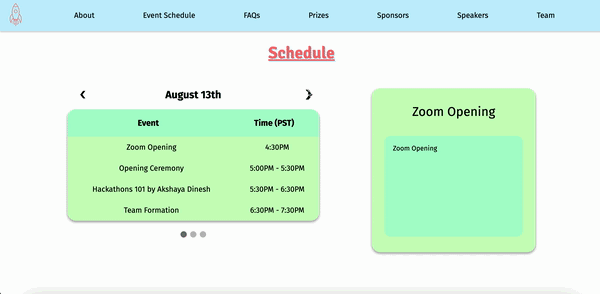 About Event Schedule FAQs Prizes Sponsors Speakers Team
Schedule
August 13th
Event Time (PST)
Zoom Opening 4:30PM
Opening Ceremony 5:00PM - 5:30PM
Hackathons 101 by Akshaya Dinesh 5:30PM - 6:30PM
Team Formation 6:30PM - 7:30PM
Zoom Opening
Zoom Opening